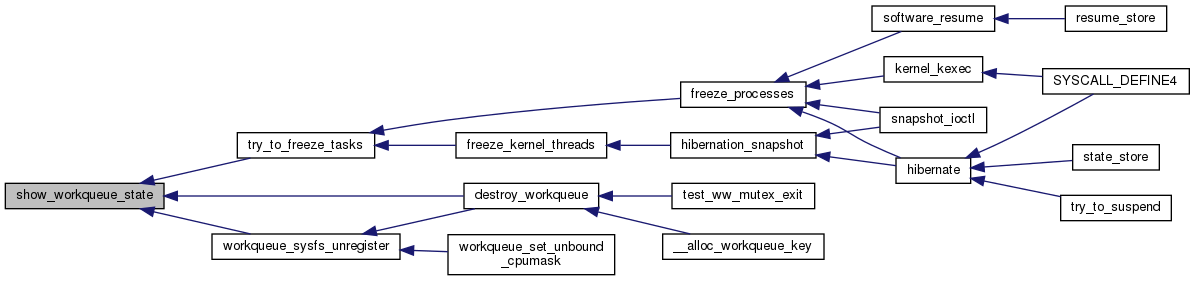 software_resume
resume_store
kernel_kexec
SYSCALL_DEFINE4
freeze_processes
snapshot_ioctl
try_to_freeze_tasks
freeze_kernel_threads
hibernation_snapshot
state_store
hibernate
show_workqueue_state
destroy_workqueue
test_ww_mutex_exit
try_to_suspend
workqueue_sysfs_unregister
workqueue_set_unbound
_cpumask
__alloc_workqueue_key